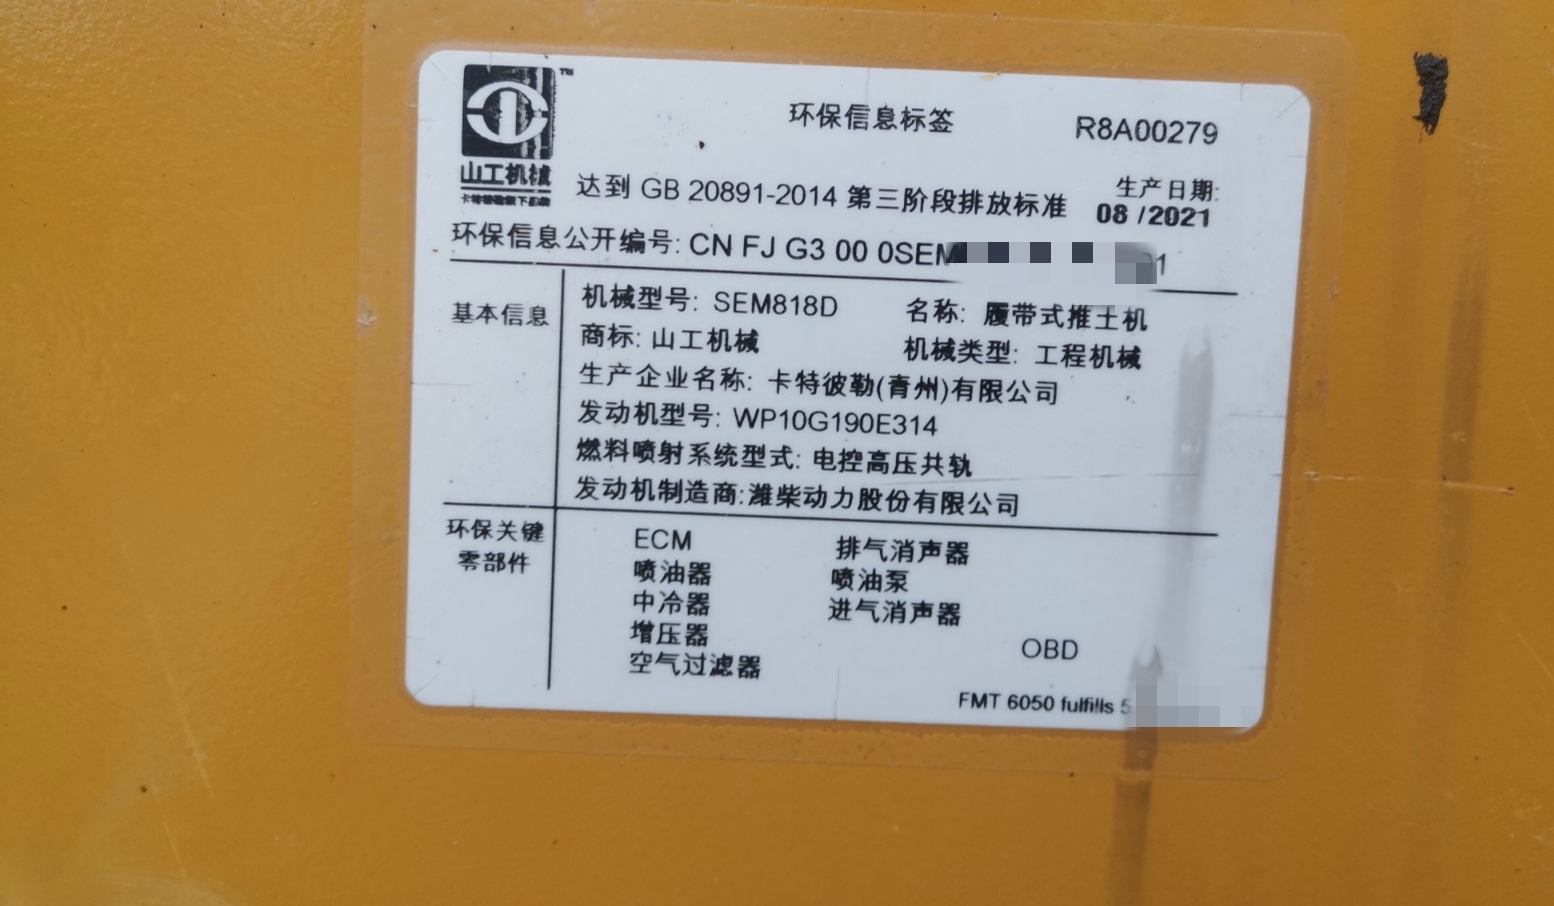 TM
环保信息标签
R8A00279
山工机械
卡特彼勒旗下品牌
达到 GB 20891-2014 第三阶段排放标准
生产日期:
08 /2021
环保信息公开编号: CN FJ G3 00 0SEM 01
基本信息
机械型号: SEM818D 名称: 履带式推土机
商标: 山工机械 机械类型: 工程机械
生产企业名称: 卡特彼勒(青州)有限公司
发动机型号: WP10G190E314
燃料喷射系统型式: 电控高压共轨
发动机制造商:潍柴动力股份有限公司
环保关键
零部件
ECM 排气消声器
喷油器 喷油泵
中冷器 进气消声器
增压器
OBD
空气过滤器
FMT 6050 fulfills 5